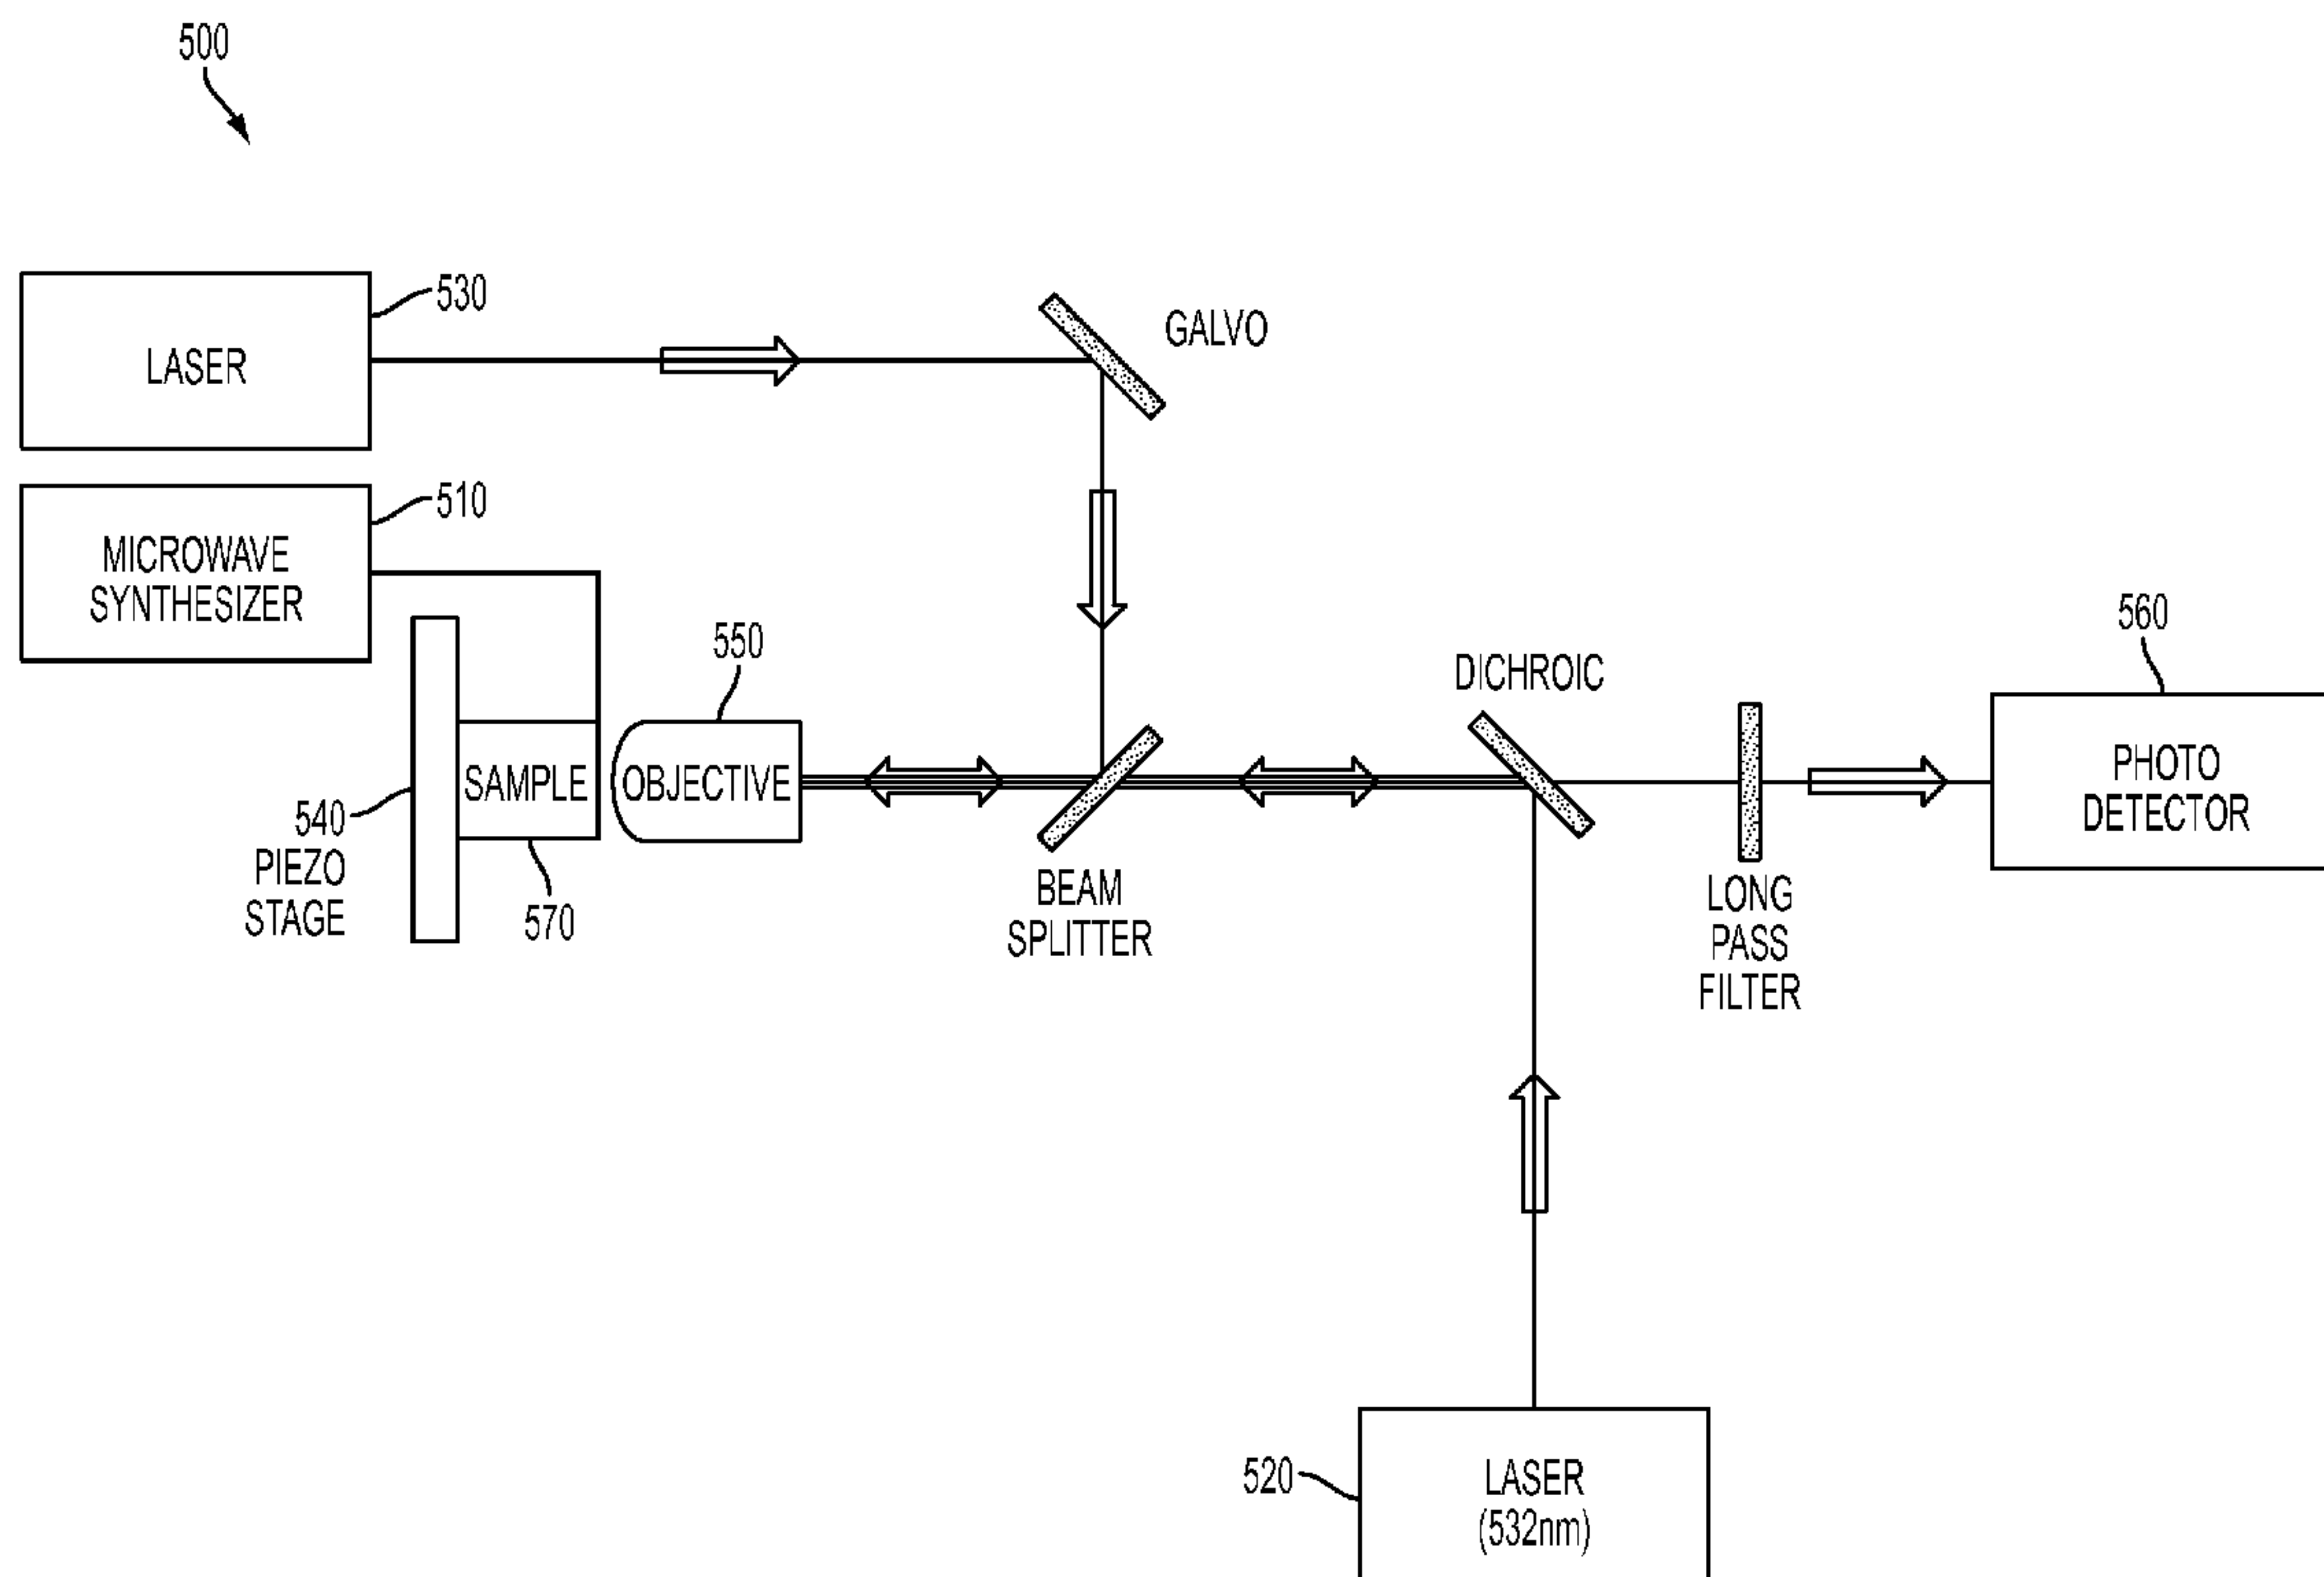 500
530
LASER
GALVO
510
MICROWAVE
SYNTHESIZER
550
560
DICHROIC
SAMPLE
OBJECTIVE
PHOTO
DETECTOR
540
PIEZO
STAGE
570
BEAM
SPLITTER
LONG
PASS
FILTER
520
LASER
(532nm)